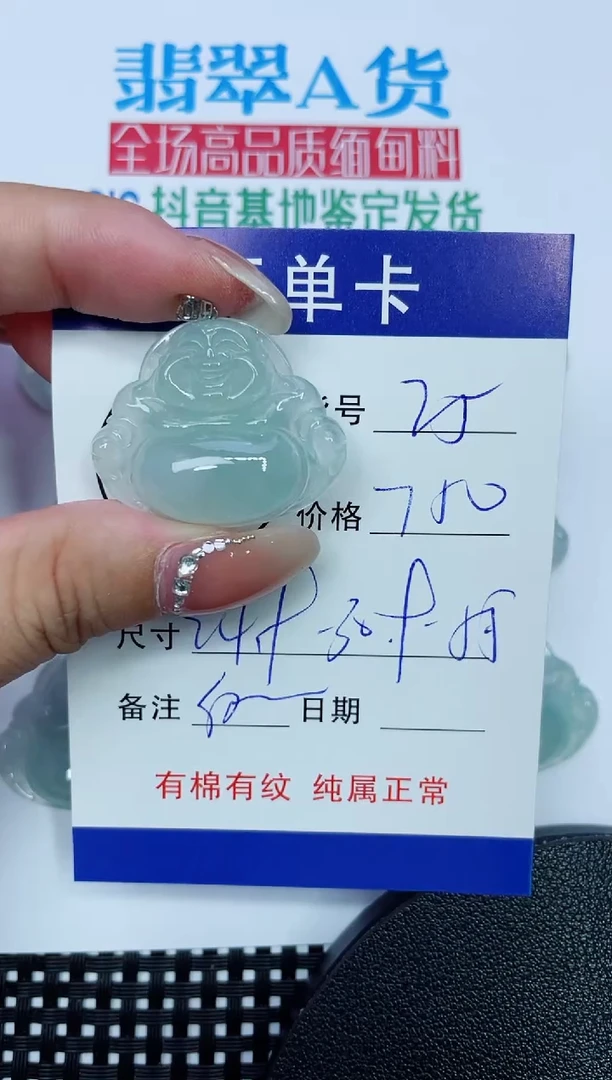 翡翠A货
全场高品质缅甸料
抖音基地鉴定发货
单卡
号 25
价格 780
尺寸
备注 日期
有棉有纹 纯属正常